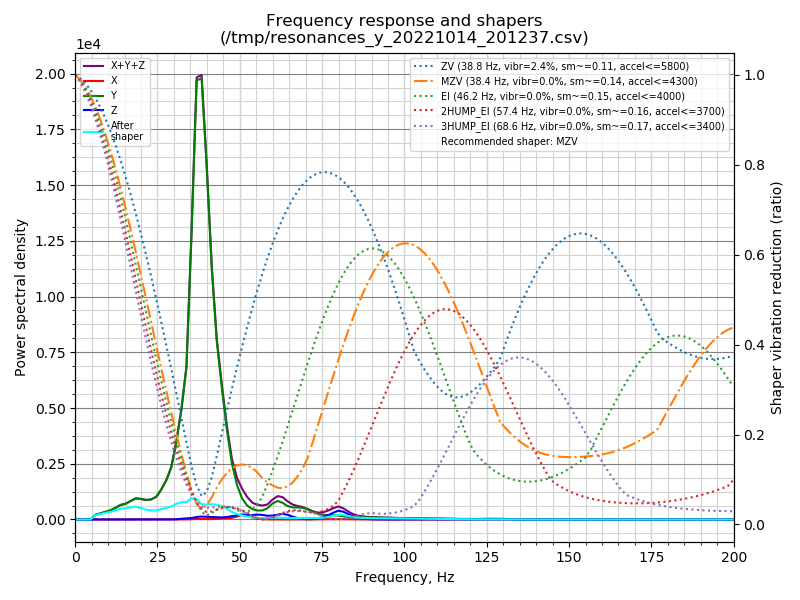 Frequency response and shapers
(/tmp/resonances_y_20221014_201237.csv)
1e4
2.00
1.75
1.50
1.25
1.00
0.75
0.50
0.25
0.00
Power spectral density
X+Y+Z
X
Y
Z
After
shaper
ZV (38.8 Hz, vibr=2.4%, sm~=0.11, accel<=5800)
MZV (38.4 Hz, vibr=0.0%, sm~=0.14, accel<=4300)
EI (46.2 Hz, vibr=0.0%, sm~=0.15, accel<=4000)
2HUMP_EI (57.4 Hz, vibr=0.0%, sm~=0.16, accel<=3700)
3HUMP_EI (68.6 Hz, vibr=0.0%, sm~=0.17, accel<=3400)
Recommended shaper: MZV
1.0
0.8
0.6
0.4
0.2
0.0
Shaper vibration reduction (ratio)
0 25 50 75 100 125 150 175 200
Frequency, Hz